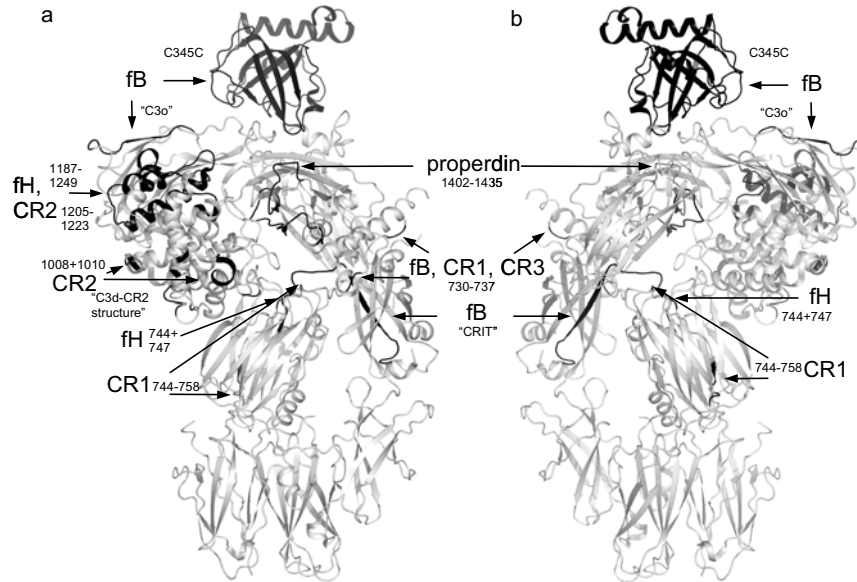 a
b
C345C
fB
"C3o"
1187-
1249
fH,
CR2
1205-
1223
1008+1010
CR2
"C3d-CR2
structure"
fH
744+
747
CR1
744-758
properdin
1402-1435
fB, CR1, CR3
730-737
fB
"CRIT"
C345C
fB
"C3o"
fH
744+747
744-758
CR1